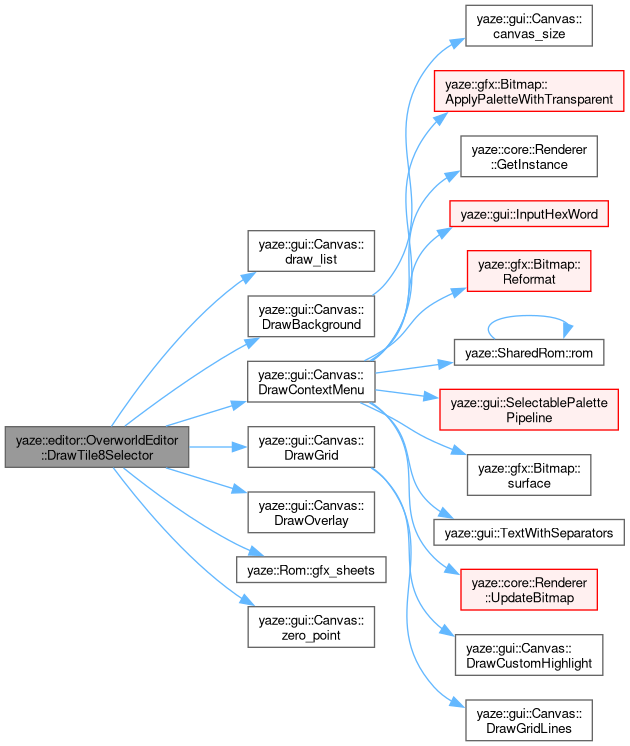 yaze::editor::OverworldEditor
::DrawTile8Selector
yaze::gui::Canvas::
draw_list
yaze::gui::Canvas::
DrawBackground
yaze::gui::Canvas::
DrawContextMenu
yaze::gui::Canvas::
DrawGrid
yaze::gui::Canvas::
DrawOverlay
yaze::Rom::gfx_sheets
yaze::gui::Canvas::
zero_point
yaze::gui::Canvas::
canvas_size
yaze::gfx::Bitmap::
ApplyPaletteWithTransparent
yaze::core::Renderer
::GetInstance
yaze::gui::InputHexWord
yaze::gfx::Bitmap::
Reformat
yaze::SharedRom::rom
yaze::gui::SelectablePalette
Pipeline
yaze::gfx::Bitmap::
surface
yaze::gui::TextWithSeparators
yaze::core::Renderer
::UpdateBitmap
yaze::gui::Canvas::
DrawCustomHighlight
yaze::gui::Canvas::
DrawGridLines